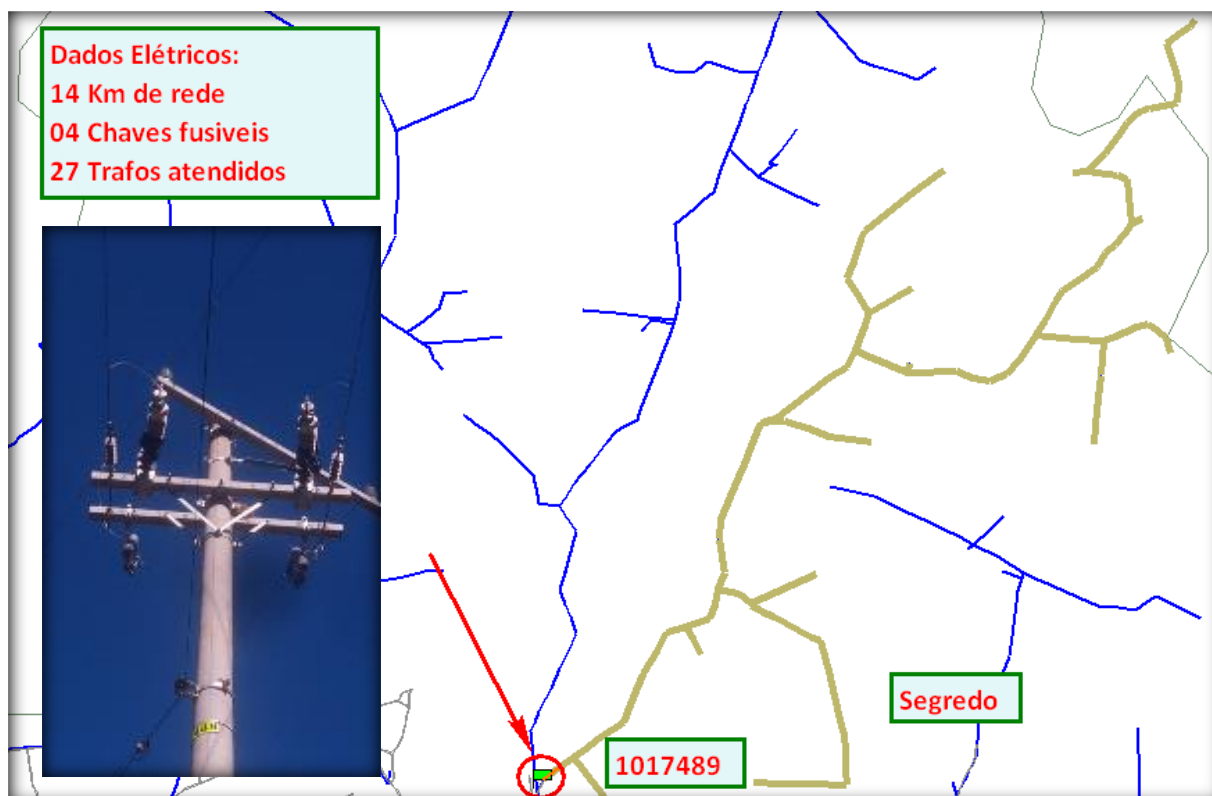 Dados Elétricos:
14 Km de rede
04 Chaves fusiveis
27 Trafos atendidos
Segredo
1017489